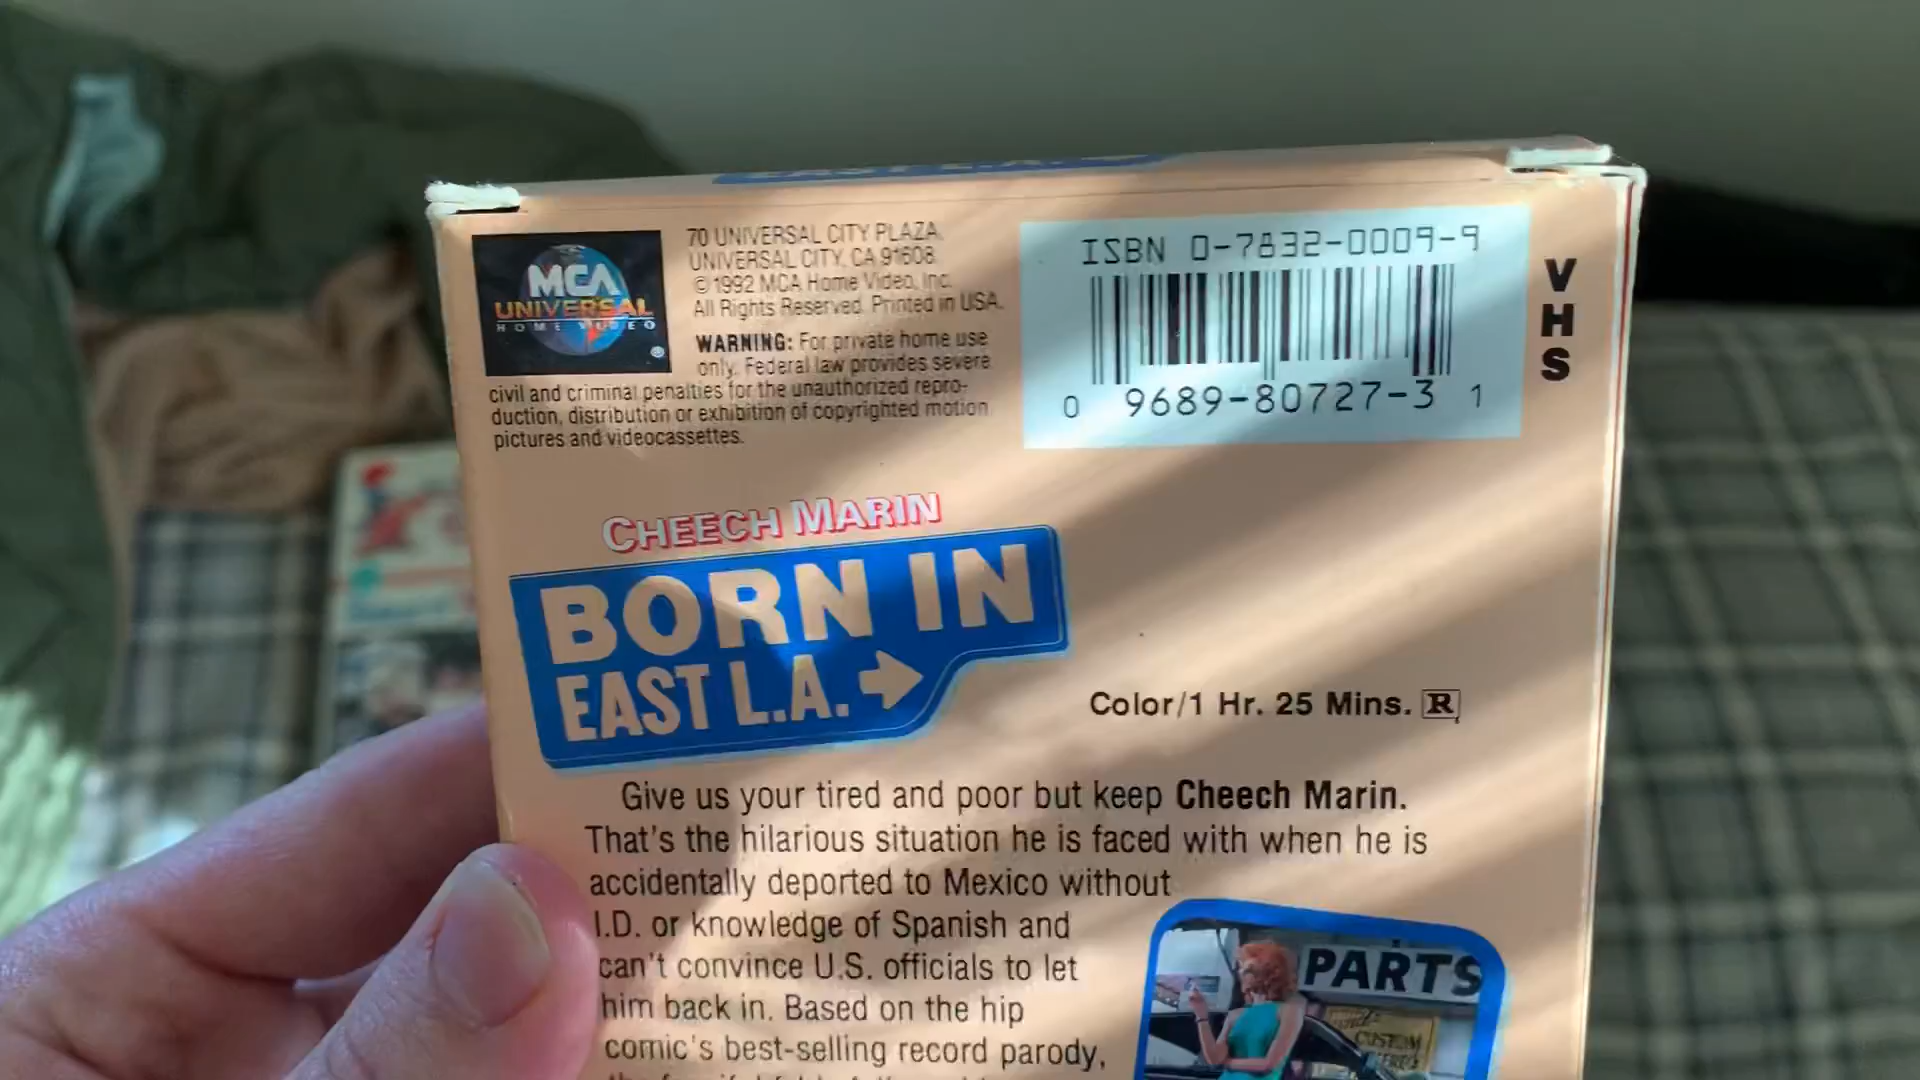 EAST L.A.
MCA
UNIVERSAL
HOME VIDEO
®
70 UNIVERSAL CITY PLAZA,
UNIVERSAL CITY, CA 91608.
© 1992 MCA Home Video, Inc.
All Rights Reserved. Printed in USA.
WARNING: For private home use
only. Federal law provides severe
civil and criminal penalties for the unauthorized repro-
duction, distribution or exhibition of copyrighted motion
pictures and videocassettes.
ISBN 0-7832-0009-9
0 9689-80727-3 1
VHS
CHEECH MARIN
BORN IN
EAST L.A.
Color/1 Hr. 25 Mins. R
Give us your tired and poor but keep Cheech Marin.
That's the hilarious situation he is faced with when he is
accidentally deported to Mexico without
I.D. or knowledge of Spanish and
can't convince U.S. officials to let
him back in. Based on the hip
comic's best-selling record parody,
PARTS
CUSTOM